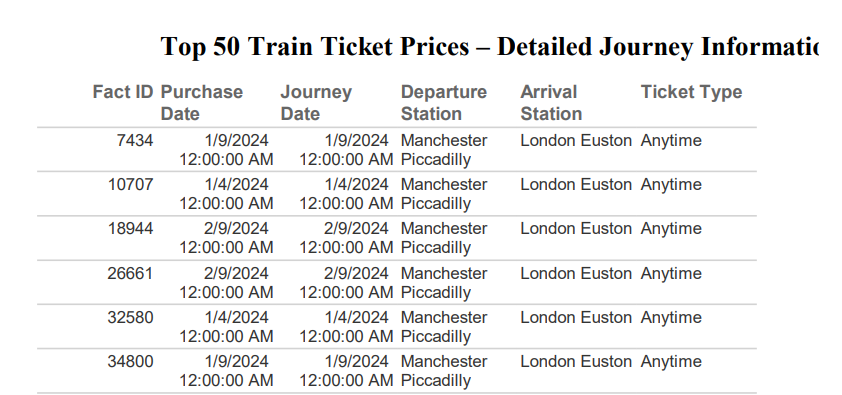 Top 50 Train Ticket Prices – Detailed Journey
Fact ID Purchase Journey Departure Arrival Ticket Type
Date Date Station Station
7434 1/9/2024 1/9/2024 Manchester London Euston Anytime
12:00:00 AM 12:00:00 AM Piccadilly
10707 1/4/2024 1/4/2024 Manchester London Euston Anytime
12:00:00 AM 12:00:00 AM Piccadilly
18944 2/9/2024 2/9/2024 Manchester London Euston Anytime
12:00:00 AM 12:00:00 AM Piccadilly
26661 2/9/2024 2/9/2024 Manchester London Euston Anytime
12:00:00 AM 12:00:00 AM Piccadilly
32580 1/4/2024 1/4/2024 Manchester London Euston Anytime
12:00:00 AM 12:00:00 AM Piccadilly
34800 1/9/2024 1/9/2024 Manchester London Euston Anytime
12:00:00 AM 12:00:00 AM Piccadilly